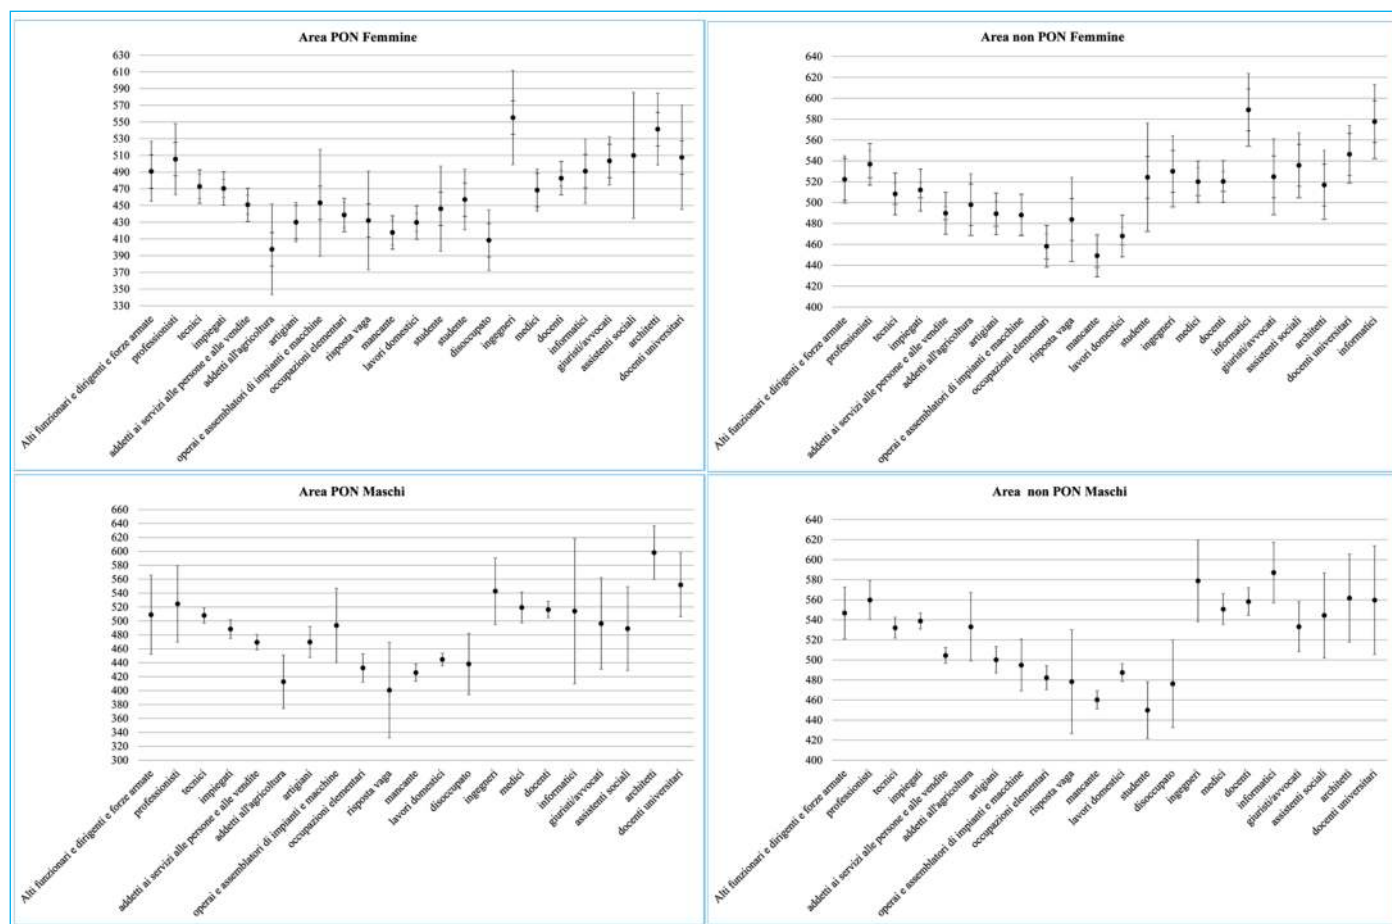 Area PON Femmine
630
610
590
570
550
530
510
490
470
450
430
410
390
370
350
330
Alti funzionari e dirigenti e forze armate
professionisti
tecnici
impiegati
addetti ai servizi alle persone e alle vendite
addetti all'agricoltura
artigiani
operai e assemblatori di impianti e macchine
occupazioni elementari
risposta vaga
mancante
lavori domestici
studente
studente
disoccupato
ingegneri
medici
docenti
informatici
giuristi/avvocati
assistenti sociali
architetti
docenti universitari
Area non PON Femmine
640
620
600
580
560
540
520
500
480
460
440
420
400
Alti funzionari e dirigenti e forze armate
professionisti
tecnici
impiegati
addetti ai servizi alle persone e alle vendite
addetti all'agricoltura
artigiani
operai e assemblatori di impianti e macchine
occupazioni elementari
risposta vaga
mancante
lavori domestici
studente
ingegneri
medici
docenti
informatici
giuristi/avvocati
assistenti sociali
architetti
docenti universitari
informatici
Area PON Maschi
660
640
620
600
580
560
540
520
500
480
460
440
420
400
380
360
340
320
300
Alti funzionari e dirigenti e forze armate
professionisti
tecnici
impiegati
addetti ai servizi alle persone e alle vendite
addetti all'agricoltura
artigiani
operai e assemblatori di impianti e macchine
occupazioni elementari
risposta vaga
mancante
lavori domestici
disoccupato
ingegneri
medici
docenti
informatici
giuristi/avvocati
assistenti sociali
architetti
docenti universitari
Area non PON Maschi
640
620
600
580
560
540
520
500
480
460
440
420
400
Alti funzionari e dirigenti e forze armate
professionisti
tecnici
impiegati
addetti ai servizi alle persone e alle vendite
addetti all'agricoltura
artigiani
operai e assemblatori di impianti e macchine
occupazioni elementari
risposta vaga
mancante
lavori domestici
studente
disoccupato
ingegneri
medici
docenti
informatici
giuristi/avvocati
assistenti sociali
architetti
docenti universitari